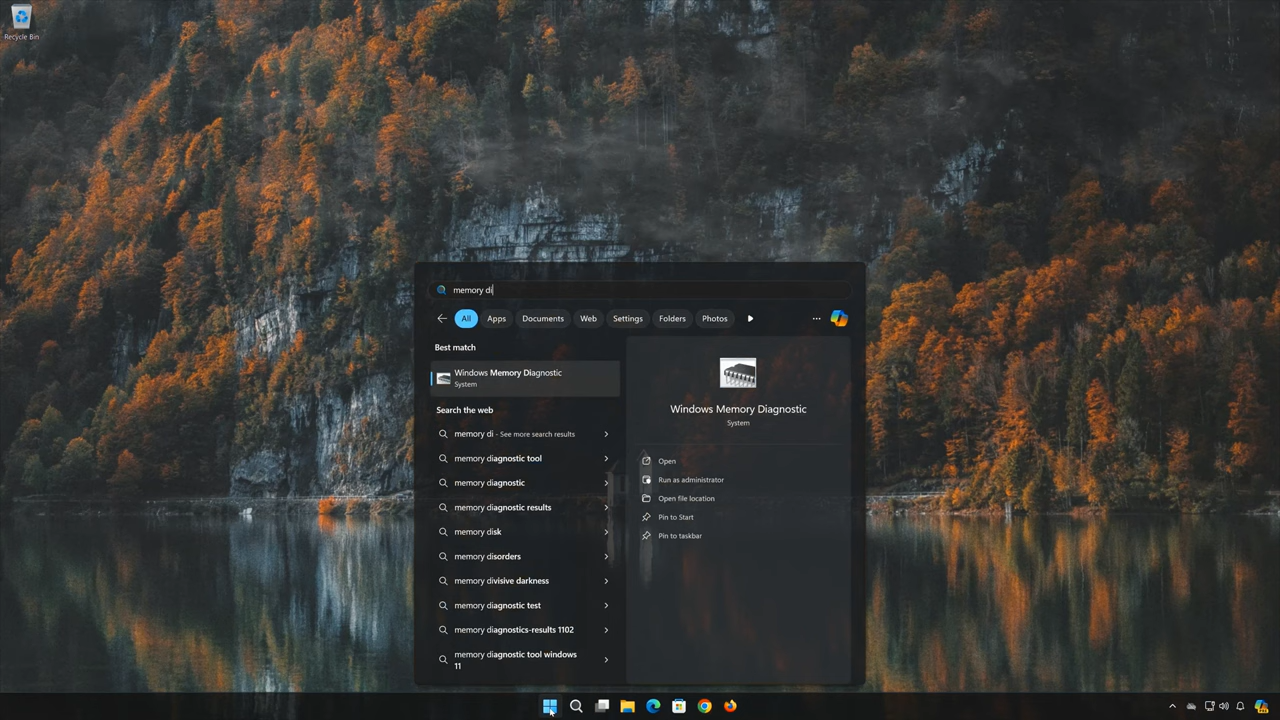 Recycle Bin
memory di
All Apps Documents Web Settings Folders Photos
Best match
Windows Memory Diagnostic
System
Search the web
memory di - See more search results
memory diagnostic tool
memory diagnostic
memory diagnostic results
memory disk
memory disorders
memory divisive darkness
memory diagnostic test
memory diagnostics-results 1102
memory diagnostic tool windows
11
Windows Memory Diagnostic
System
Open
Run as administrator
Open file location
Pin to Start
Pin to taskbar